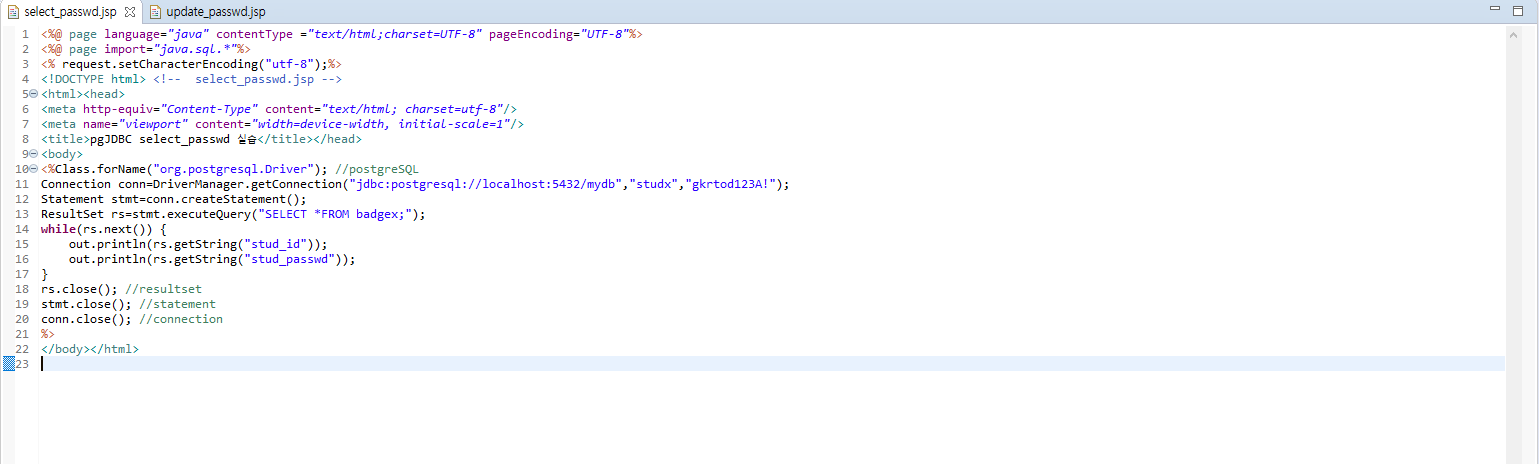 select_passwd.jsp update_passwd.jsp
1 <%@ page language="java" contentType ="text/html;charset=UTF-8" pageEncoding="UTF-8"%>
2 <%@ page import="java.sql.*"%>
3 <% request.setCharacterEncoding("utf-8");%>
4 <!DOCTYPE html> <!--  select_passwd.jsp -->
5 <html><head>
6 <meta http-equiv="Content-Type" content="text/html; charset=utf-8"/>
7 <meta name="viewport" content="width=device-width, initial-scale=1"/>
8 <title>pgJDBC select_passwd 실습</title></head>
9 <body>
10 <%Class.forName("org.postgresql.Driver"); //postgreSQL
11 Connection conn=DriverManager.getConnection("jdbc:postgresql://localhost:5432/mydb","studx","gkrtod123A!");
12 Statement stmt=conn.createStatement();
13 ResultSet rs=stmt.executeQuery("SELECT *FROM badgex;");
14 while(rs.next()) {
15     out.println(rs.getString("stud_id"));
16     out.println(rs.getString("stud_passwd"));
17 }
18 rs.close(); //resultset
19 stmt.close(); //statement
20 conn.close(); //connection
21 %>
22 </body></html>
23